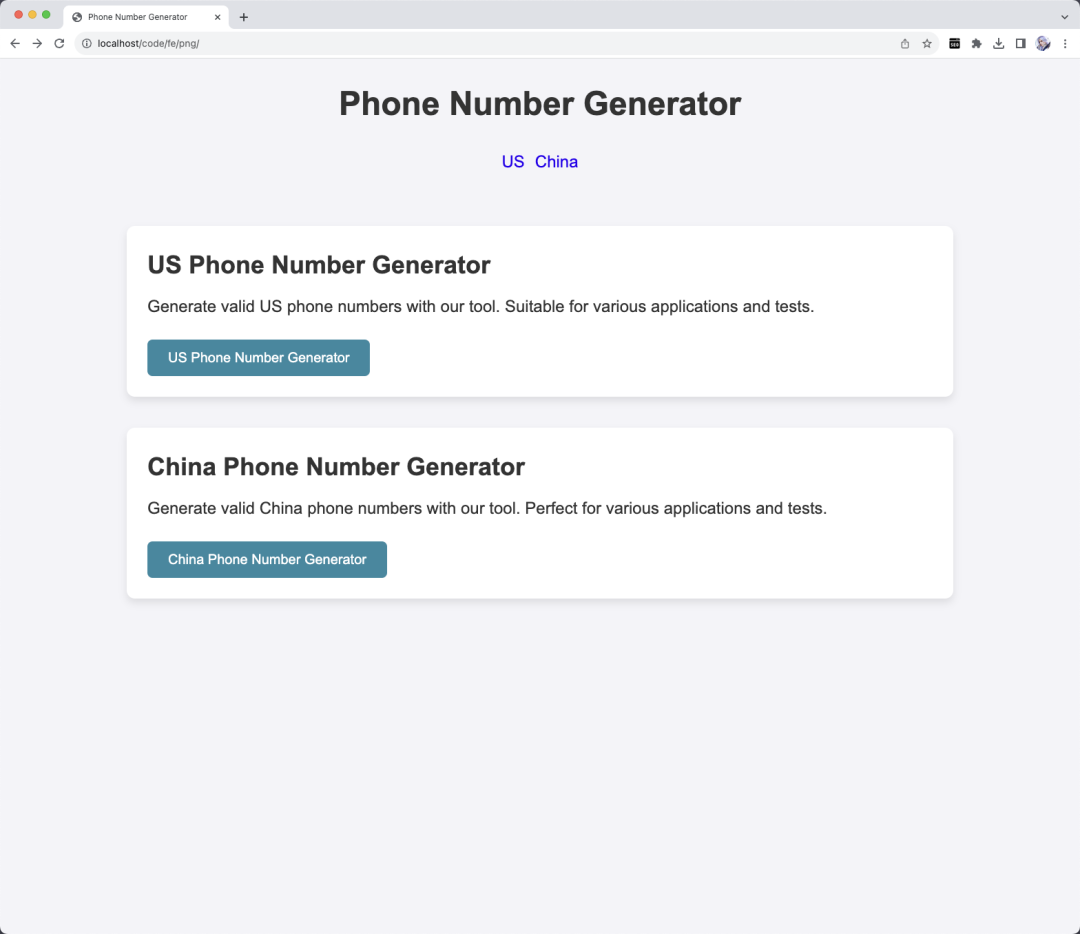 Phone Number Generator
localhost/code/fe/png/
Phone Number Generator
US China
US Phone Number Generator
Generate valid US phone numbers with our tool. Suitable for various applications and tests.
US Phone Number Generator
China Phone Number Generator
Generate valid China phone numbers with our tool. Perfect for various applications and tests.
China Phone Number Generator